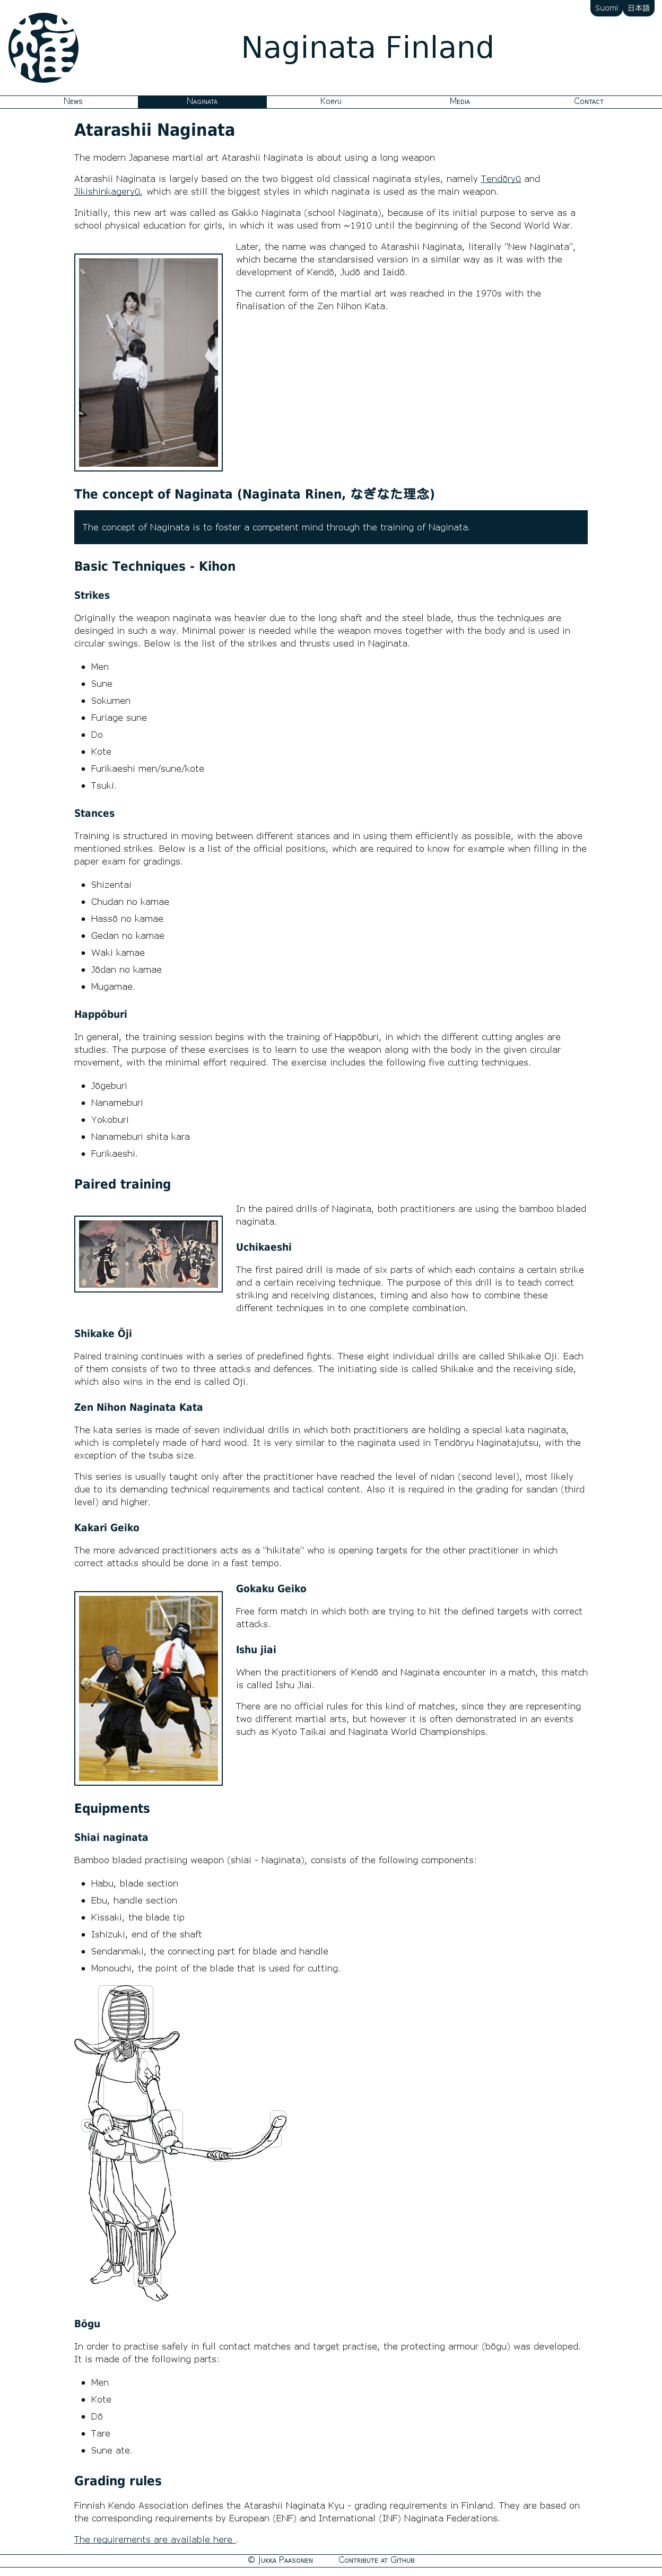 Suomi 日本語
Naginata Finland
News Naginata Koryu Media Contact
Atarashii Naginata
The modern Japanese martial art Atarashii Naginata is about using a long weapon
Atarashii Naginata is largely based on the two biggest old classical naginata styles, namely Tendōryū and
Jikishinkageryū, which are still the biggest styles in which naginata is used as the main weapon.
Initially, this new art was called as Gakko Naginata (school Naginata), because of its initial purpose to serve as a
school physical education for girls, in which it was used from ~1910 until the beginning of the Second World War.
Later, the name was changed to Atarashii Naginata, literally "New Naginata",
which became the standarsised version in a similar way as it was with the
development of Kendō, Judō and Iaidō.
The current form of the martial art was reached in the 1970s with the
finalisation of the Zen Nihon Kata.
The concept of Naginata (Naginata Rinen, なぎなた理念)
The concept of Naginata is to foster a competent mind through the training of Naginata.
Basic Techniques - Kihon
Strikes
Originally the weapon naginata was heavier due to the long shaft and the steel blade, thus the techniques are
desinged in such a way. Minimal power is needed while the weapon moves together with the body and is used in
circular swings. Below is the list of the strikes and thrusts used in Naginata.
Men
Sune
Sokumen
Furiage sune
Do
Kote
Furikaeshi men/sune/kote
Tsuki.
Stances
Training is structured in moving between different stances and in using them efficiently as possible, with the above
mentioned strikes. Below is a list of the official positions, which are required to know for example when filling in the
paper exam for gradings.
Shizentai
Chudan no kamae
Hassō no kamae
Gedan no kamae
Waki kamae
Jōdan no kamae
Mugamae.
Happōburi
In general, the training session begins with the training of Happōburi, in which the different cutting angles are
studies. The purpose of these exercises is to learn to use the weapon along with the body in the given circular
movement, with the minimal effort required. The exercise includes the following five cutting techniques.
Jōgeburi
Nanameburi
Yokoburi
Nanameburi shita kara
Furikaeshi.
Paired training
In the paired drills of Naginata, both practitioners are using the bamboo bladed
naginata.
Uchikaeshi
The first paired drill is made of six parts of which each contains a certain strike
and a certain receiving technique. The purpose of this drill is to teach correct
striking and receiving distances, timing and also how to combine these
different techniques in to one complete combination.
Shikake Ōji
Paired training continues with a series of predefined fights. These eight individual drills are called Shikake Oji. Each
of them consists of two to three attacks and defences. The initiating side is called Shikake and the receiving side,
which also wins in the end is called Oji.
Zen Nihon Naginata Kata
The kata series is made of seven individual drills in which both practitioners are holding a special kata naginata,
which is completely made of hard wood. It is very similar to the naginata used in Tendōryu Naginatajutsu, with the
exception of the tsuba size.
This series is usually taught only after the practitioner have reached the level of nidan (second level), most likely
due to its demanding technical requirements and tactical content. Also it is required in the grading for sandan (third
level) and higher.
Kakari Geiko
The more advanced practitioners acts as a "hikitate" who is opening targets for the other practitioner in which
correct attacks should be done in a fast tempo.
Gokaku Geiko
Free form match in which both are trying to hit the defined targets with correct
attacks.
Ishu jiai
When the practitioners of Kendō and Naginata encounter in a match, this match
is called Ishu Jiai.
There are no official rules for this kind of matches, since they are representing
two different martial arts, but however it is often demonstrated in an events
such as Kyoto Taikai and Naginata World Championships.
Equipments
Shiai naginata
Bamboo bladed practising weapon (shiai - Naginata), consists of the following components:
Habu, blade section
Ebu, handle section
Kissaki, the blade tip
Ishizuki, end of the shaft
Sendanmaki, the connecting part for blade and handle
Monouchi, the point of the blade that is used for cutting.
Bōgu
In order to practise safely in full contact matches and target practise, the protecting armour (bōgu) was developed.
It is made of the following parts:
Men
Kote
Dō
Tare
Sune ate.
Grading rules
Finnish Kendo Association defines the Atarashii Naginata Kyu - grading requirements in Finland. They are based on
the corresponding requirements by European (ENF) and International (INF) Naginata Federations.
The requirements are available here .
© Jukka Paasonen Contribute at Github